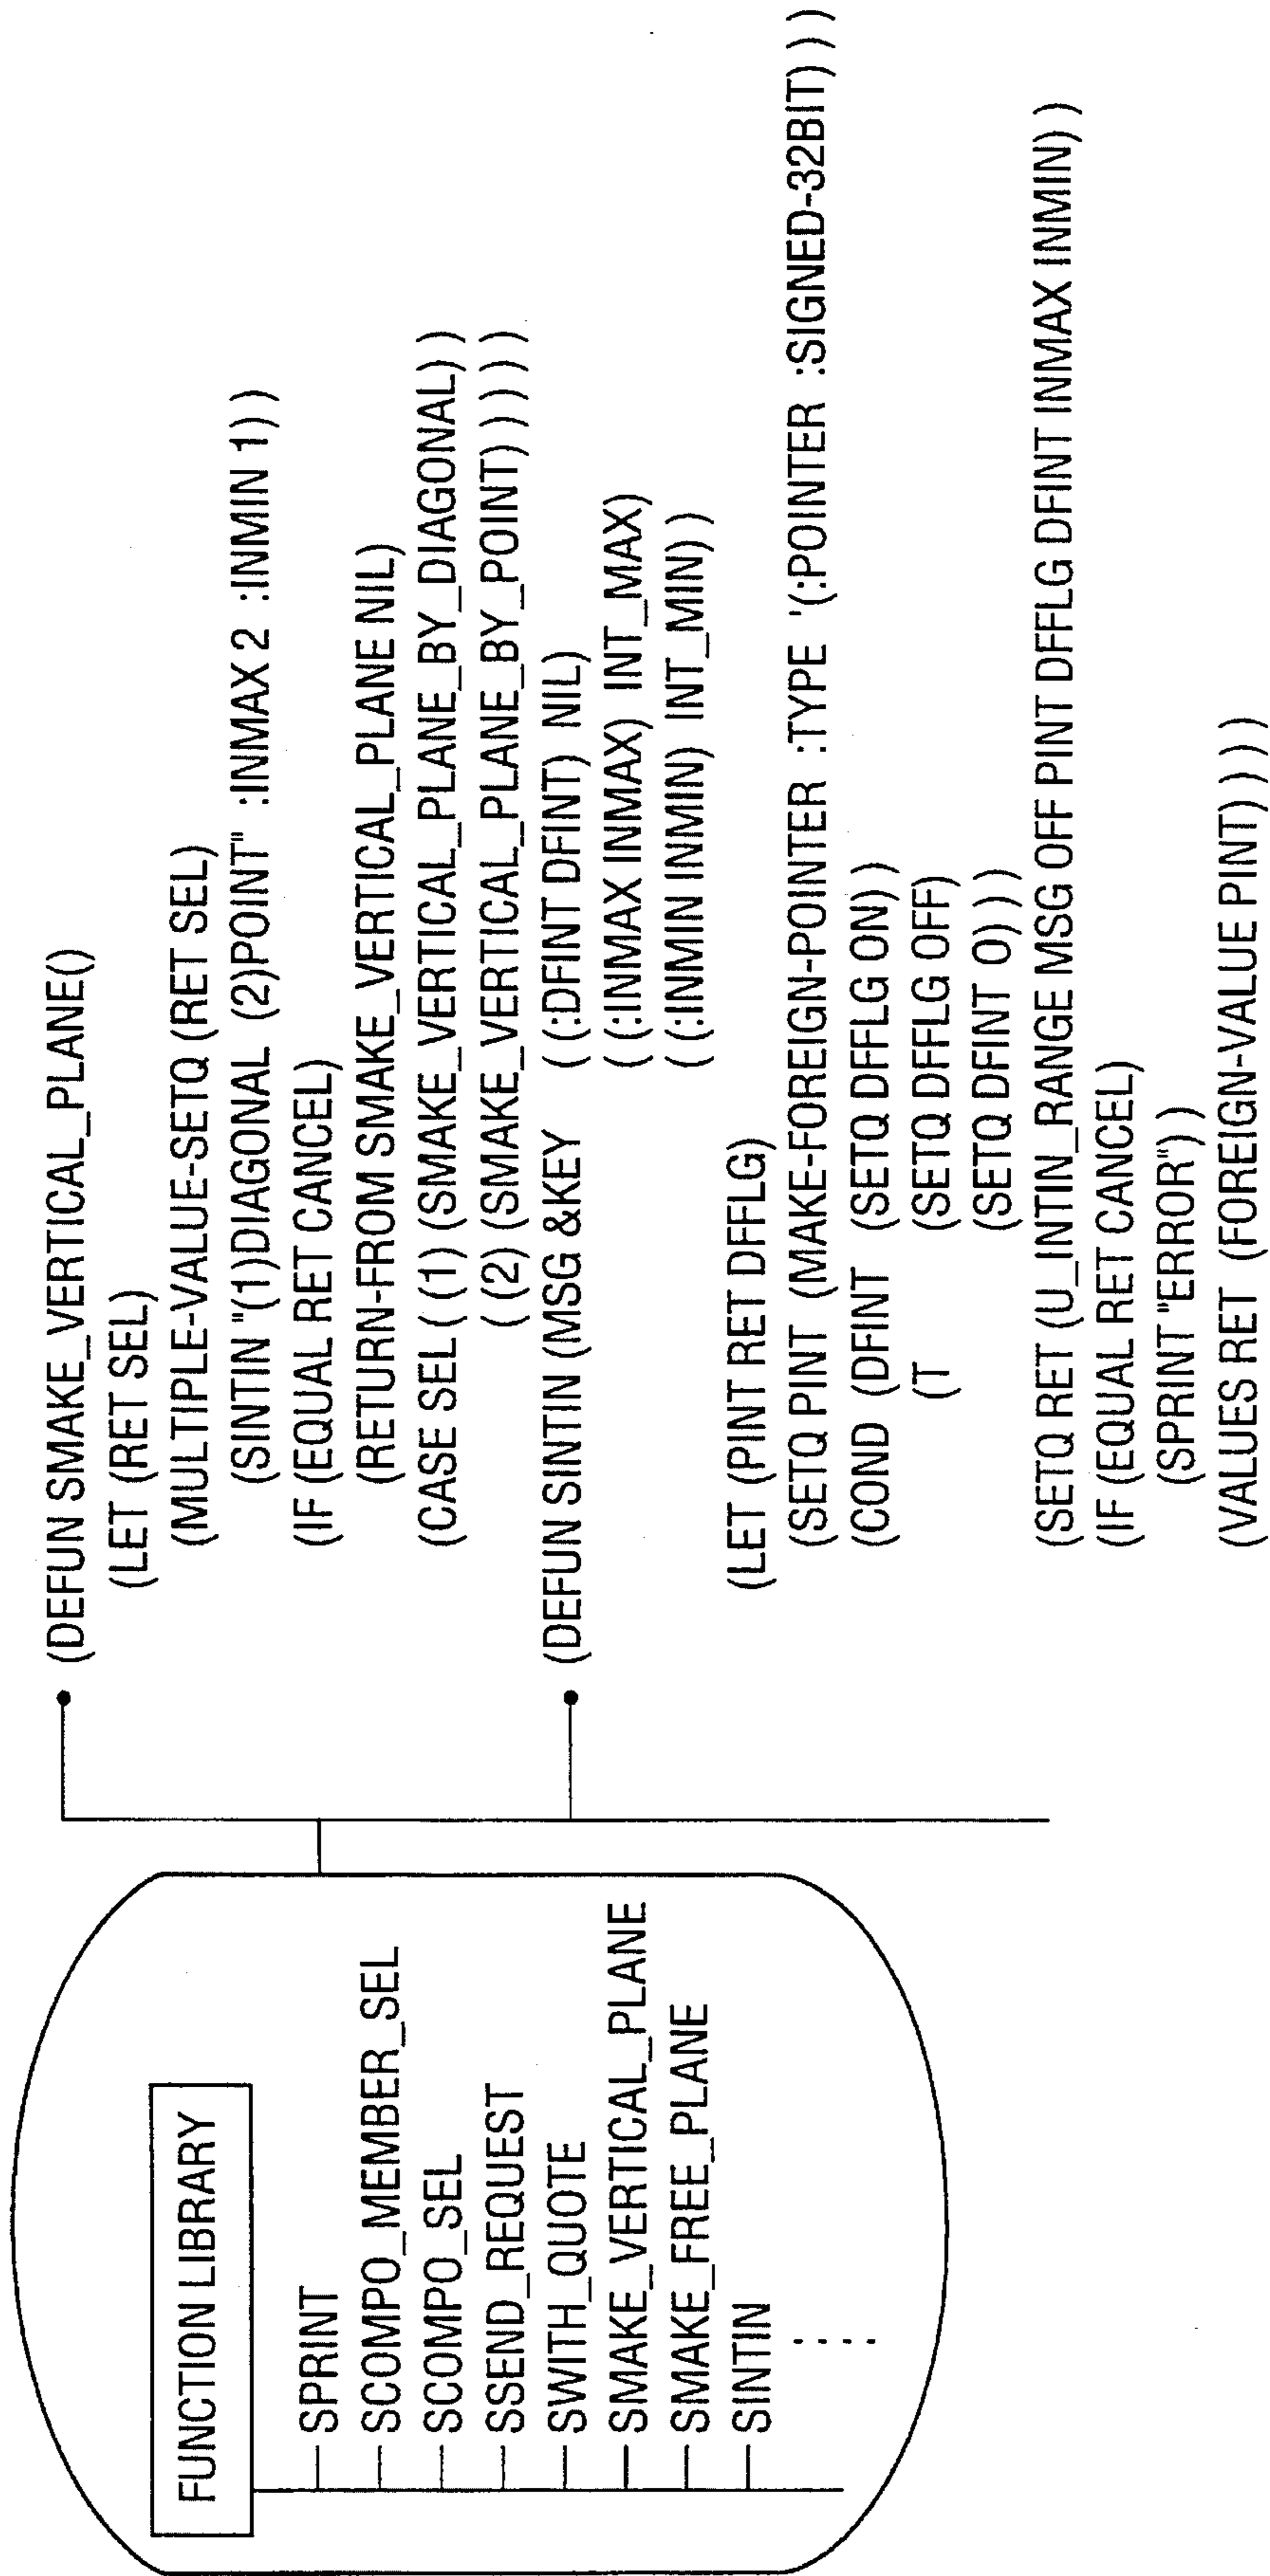 FUNCTION LIBRARY
SPRINT
SCOMPO_MEMBER_SEL
SCOMPO_SEL
SSEND_REQUEST
SWITH_QUOTE
SMAKE_VERTICAL_PLANE
SMAKE_FREE_PLANE
SINTIN
(DEFUN SMAKE_VERTICAL_PLANE()
(LET (RET SEL)
(MULTIPLE-VALUE-SETQ (RET SEL)
(SINTIN "(1)DIAGONAL (2)POINT" :INMAX 2 :INMIN 1) )
(IF (EQUAL RET CANCEL)
(RETURN-FROM SMAKE_VERTICAL_PLANE NIL)
(CASE SEL ( (1) (SMAKE_VERTICAL_PLANE_BY_DIAGONAL) )
( (2) (SMAKE_VERTICAL_PLANE_BY_POINT) ) ) ) )
(DEFUN SINTIN (MSG &KEY ( (:DFINT DFINT) NIL)
( (:INMAX INMAX) INT_MAX)
( (:INMIN INMIN) INT_MIN) )
(LET (PINT RET DFFLG)
(SETQ PINT (MAKE-FOREIGN-POINTER :TYPE '(:POINTER :SIGNED-32BIT) ) )
(COND (DFINT (SETQ DFFLG ON) )
(T (SETQ DFFLG OFF)
(SETQ DFINT 0) ) )
(SETQ RET (U_INTIN_RANGE MSG OFF PINT DFFLG DFINT INMAX INMIN) )
(IF (EQUAL RET CANCEL)
(SPRINT "ERROR") )
(VALUES RET (FOREIGN-VALUE PINT) ) ) )